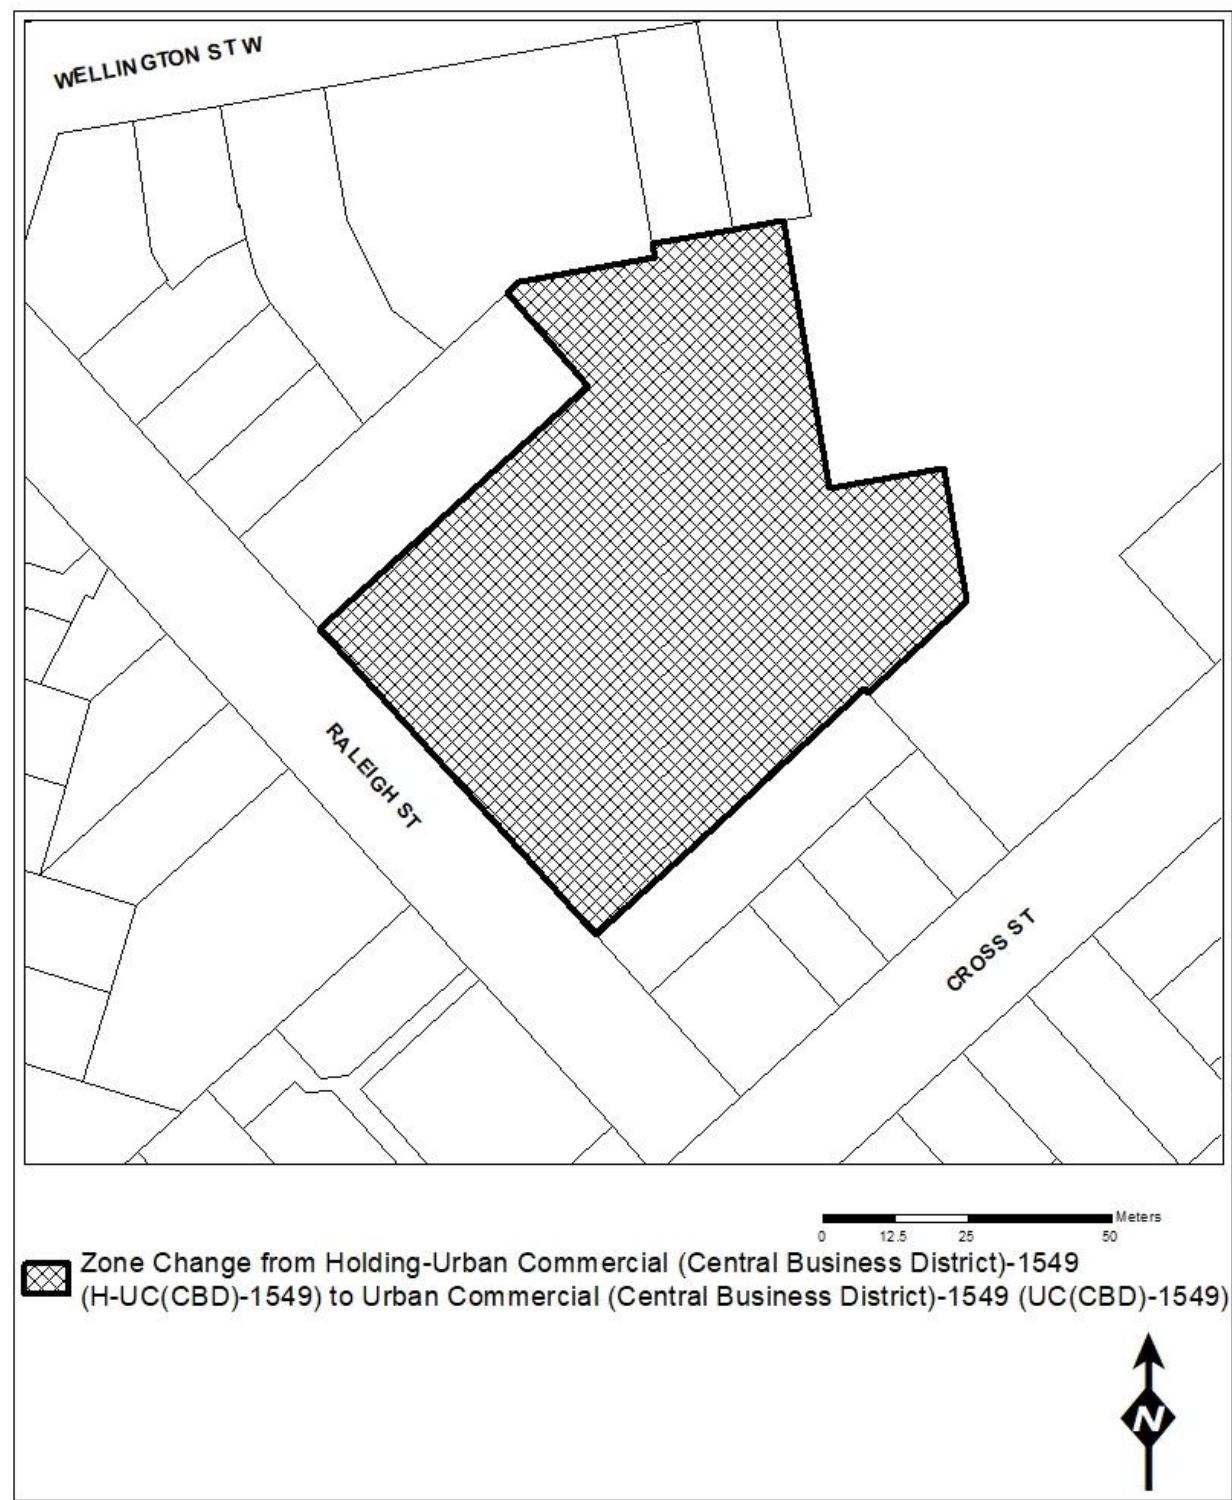 WELLINGTON ST W
RALEIGH ST
CROSS ST
Meters
0 12.5 25 50
Zone Change from Holding-Urban Commercial (Central Business District)-1549
(H-UC(CBD)-1549) to Urban Commercial (Central Business District)-1549 (UC(CBD)-1549)
N